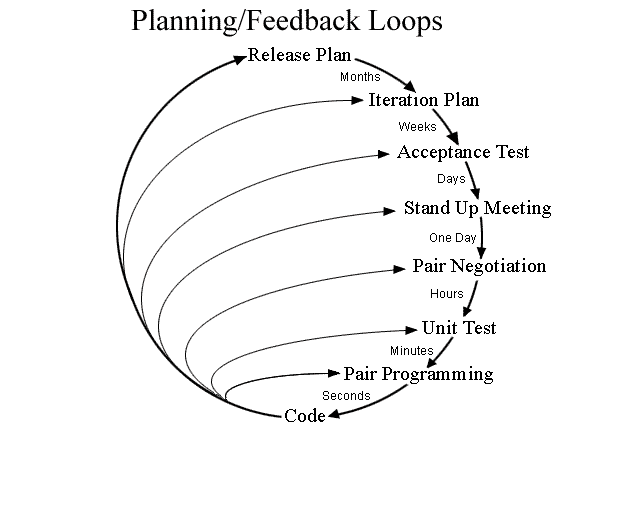 Planning/Feedback Loops
Release Plan
Months
Iteration Plan
Weeks
Acceptance Test
Days
Stand Up Meeting
One Day
Pair Negotiation
Hours
Unit Test
Minutes
Pair Programming
Seconds
Code